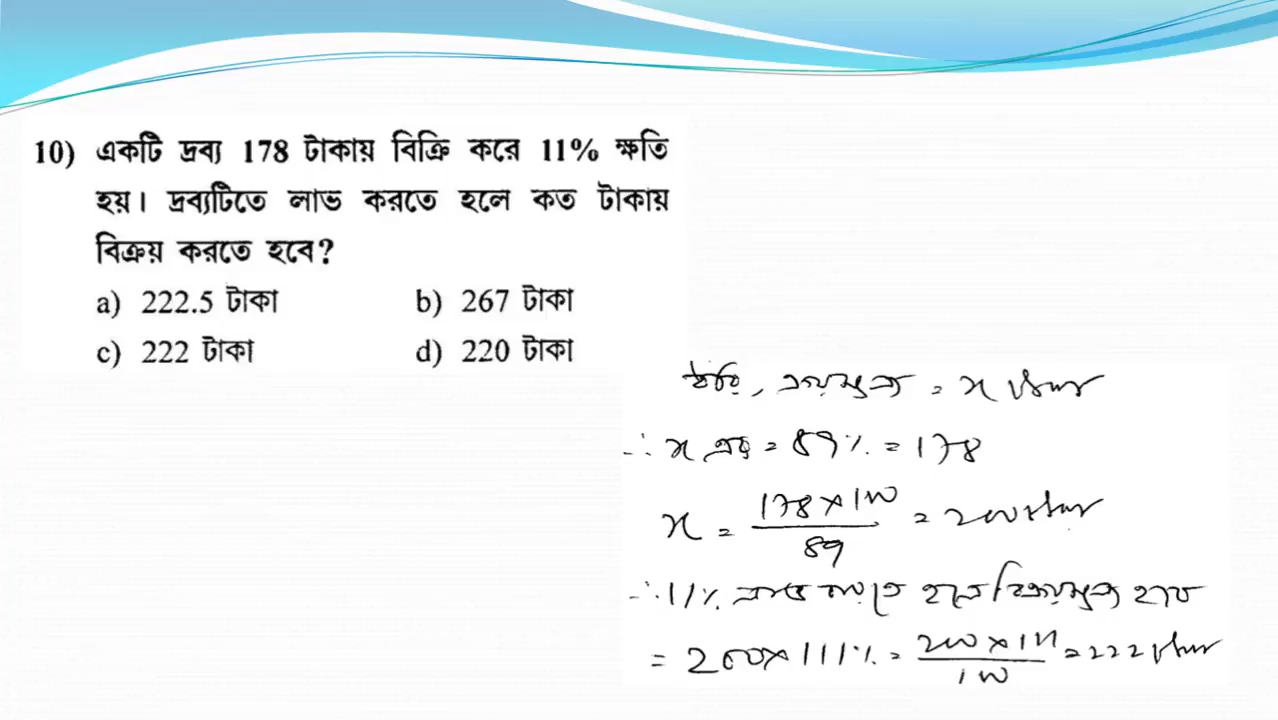 10) একটি দ্রব্য 178 টাকায় বিক্রি করে 11% ক্ষতি
হয়। দ্রব্যটিতে লাভ করতে হলে কত টাকায়
বিক্রয় করতে হবে?
a) 222.5 টাকা b) 267 টাকা
c) 222 টাকা d) 220 টাকা
ধরি, ক্রয়মূল্য = x টাকা
∴ x এর = 89% = 178
x = 178 × 100 / 89 = 200 টাকা
∴ 11% লাভ করতে হলে বিক্রয়মূল্য হবে
= 200 × 111% = 200 × 111 / 100 = 222 টাকা